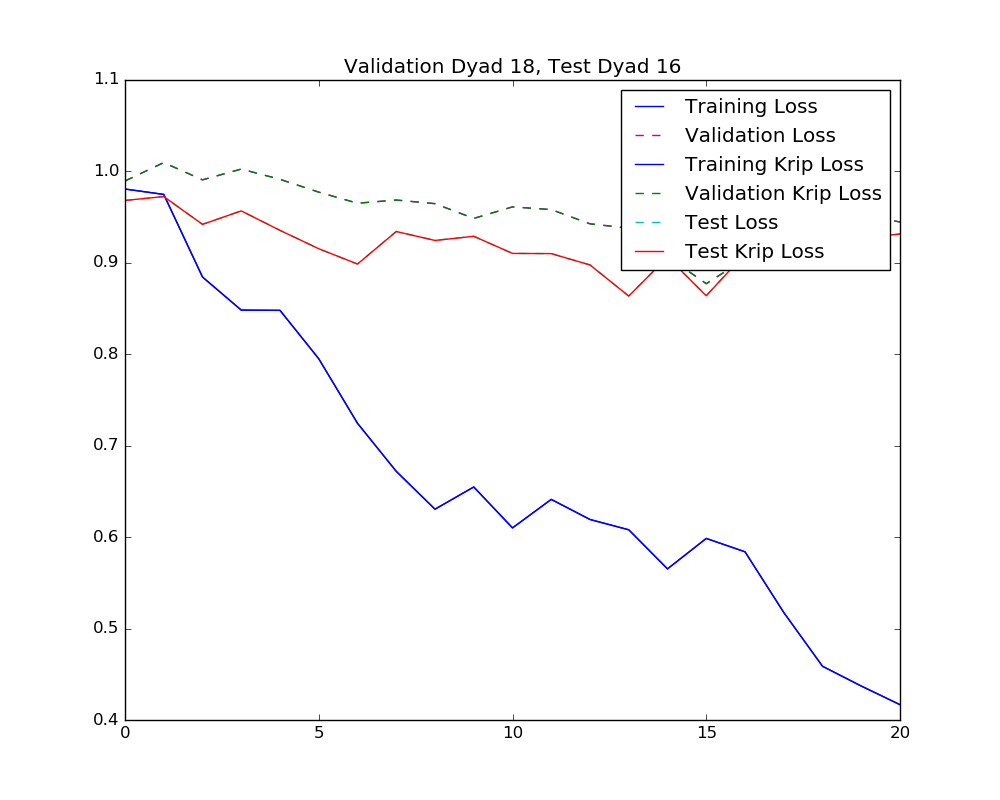 Validation Dyad 18, Test Dyad 16
1.1
1.0
0.9
0.8
0.7
0.6
0.5
0.4
0 5 10 15 20
Training Loss
Validation Loss
Training Krip Loss
Validation Krip Loss
Test Loss
Test Krip Loss